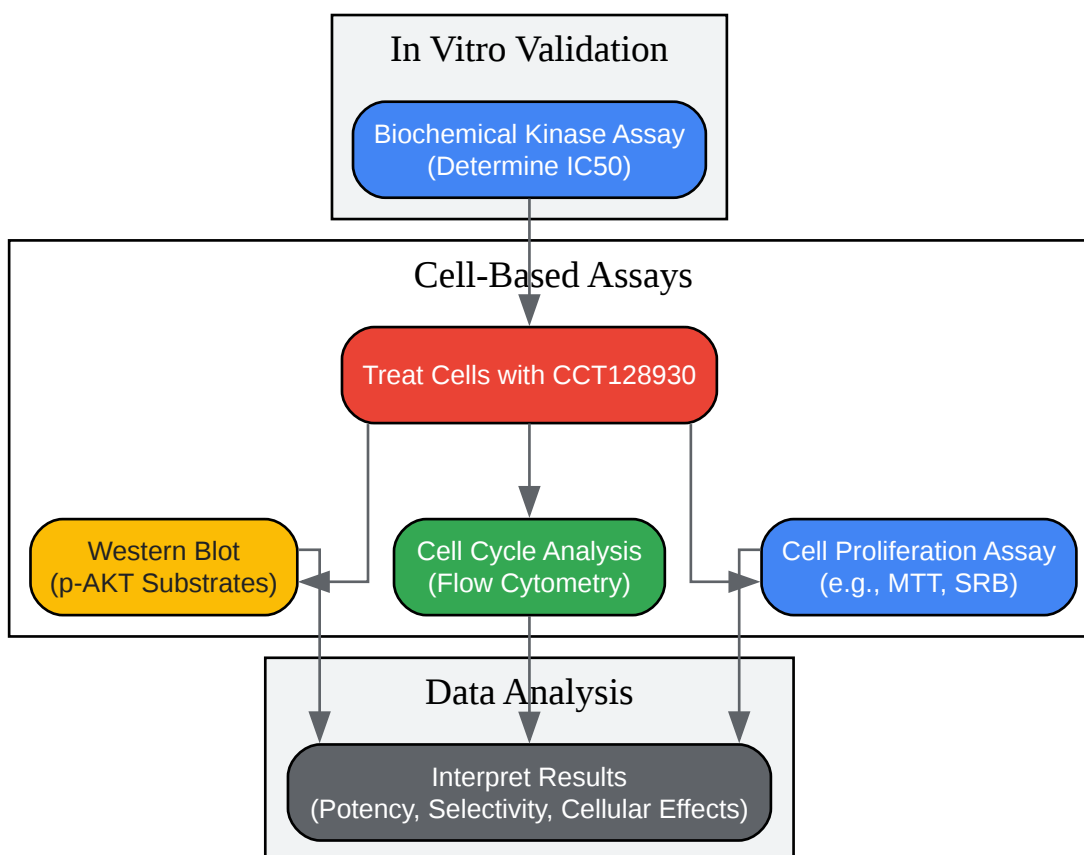 In Vitro Validation
Biochemical Kinase Assay
(Determine IC50)
Cell-Based Assays
Treat Cells with CCT128930
Western Blot
(p-AKT Substrates)
Cell Cycle Analysis
(Flow Cytometry)
Cell Proliferation Assay
(e.g., MTT, SRB)
Data Analysis
Interpret Results
(Potency, Selectivity, Cellular Effects)